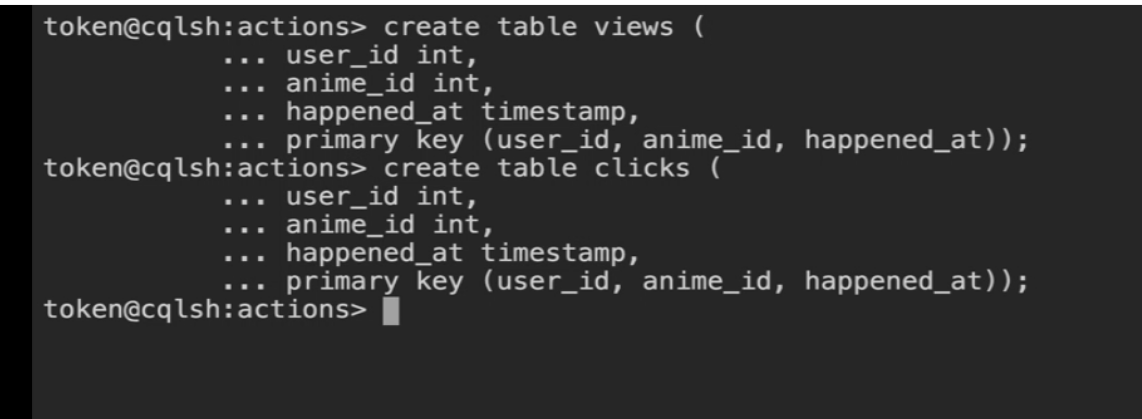 token@cqlsh:actions> create table views (
... user_id int,
... anime_id int,
... happened_at timestamp,
... primary key (user_id, anime_id, happened_at));
token@cqlsh:actions> create table clicks (
... user_id int,
... anime_id int,
... happened_at timestamp,
... primary key (user_id, anime_id, happened_at));
token@cqlsh:actions>